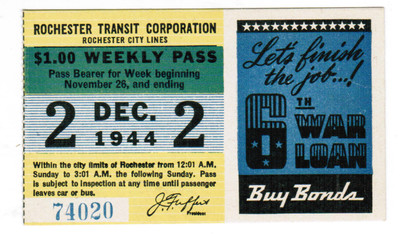 ROCHESTER TRANSIT CORPORATION
ROCHESTER CITY LINES
$1.00 WEEKLY PASS
Pass Bearer for Week beginning
November 26, and ending
2 DEC. 2
1944
Within the city limits of Rochester from 12:01 A.M.
Sunday to 3:01 A.M. the following Sunday. Pass
is subject to inspection at any time until passenger
leaves car or bus.
74020
President
Let's finish
the job...!
6TH
WAR
LOAN
Buy Bonds